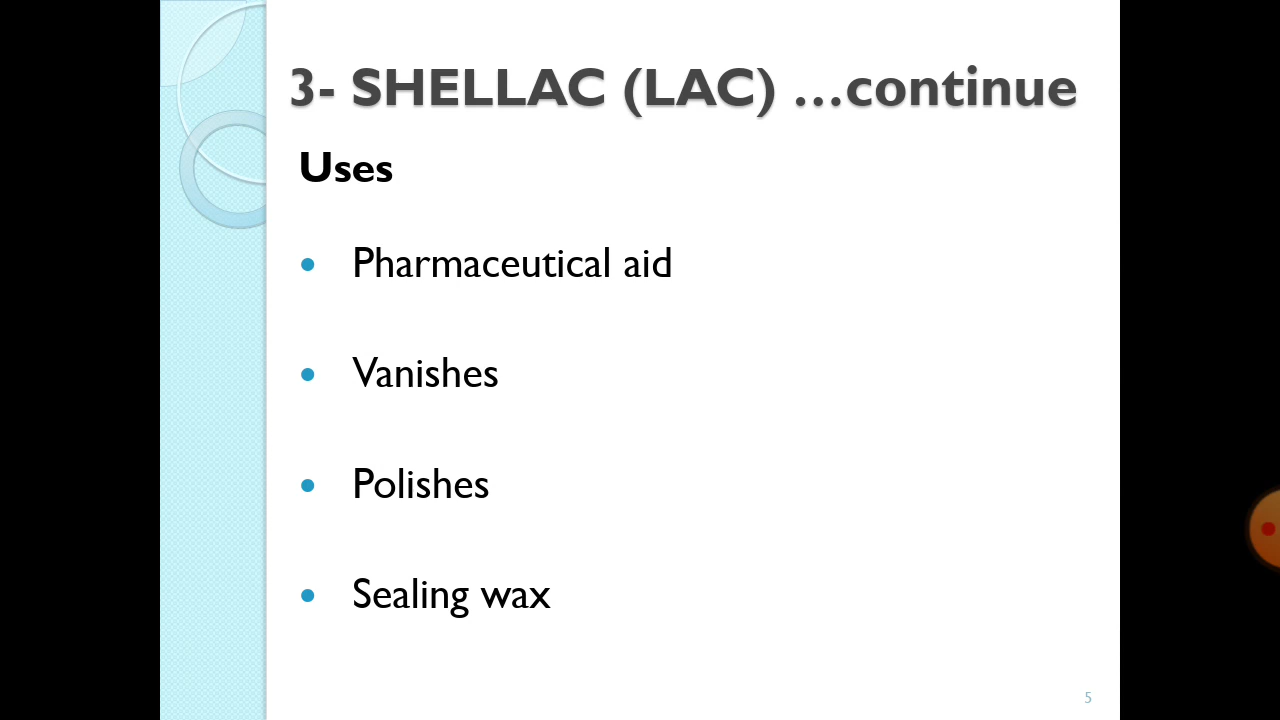 3- SHELLAC (LAC) …continue
Uses
• Pharmaceutical aid
• Vanishes
• Polishes
• Sealing wax
5